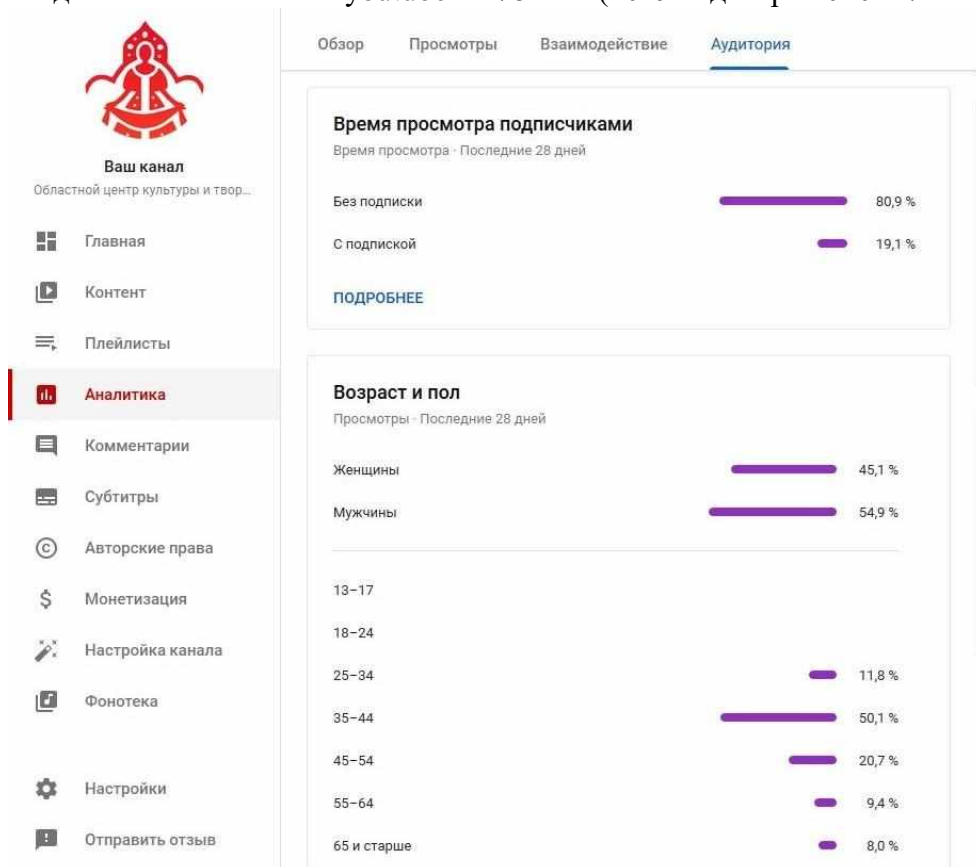 Обзор Просмотры Взаимодействие Аудитория
Ваш канал
Областной центр культуры и твор...
Главная
Контент
Плейлисты
Аналитика
Комментарии
Субтитры
Авторские права
Монетизация
Настройка канала
Фонотека
Настройки
Отправить отзыв
Время просмотра подписчиками
Время просмотра · Последние 28 дней
Без подписки 80,9 %
С подпиской 19,1 %
ПОДРОБНЕЕ
Возраст и пол
Просмотры · Последние 28 дней
Женщины 45,1 %
Мужчины 54,9 %
13–17
18–24
25–34 11,8 %
35–44 50,1 %
45–54 20,7 %
55–64 9,4 %
65 и старше 8,0 %